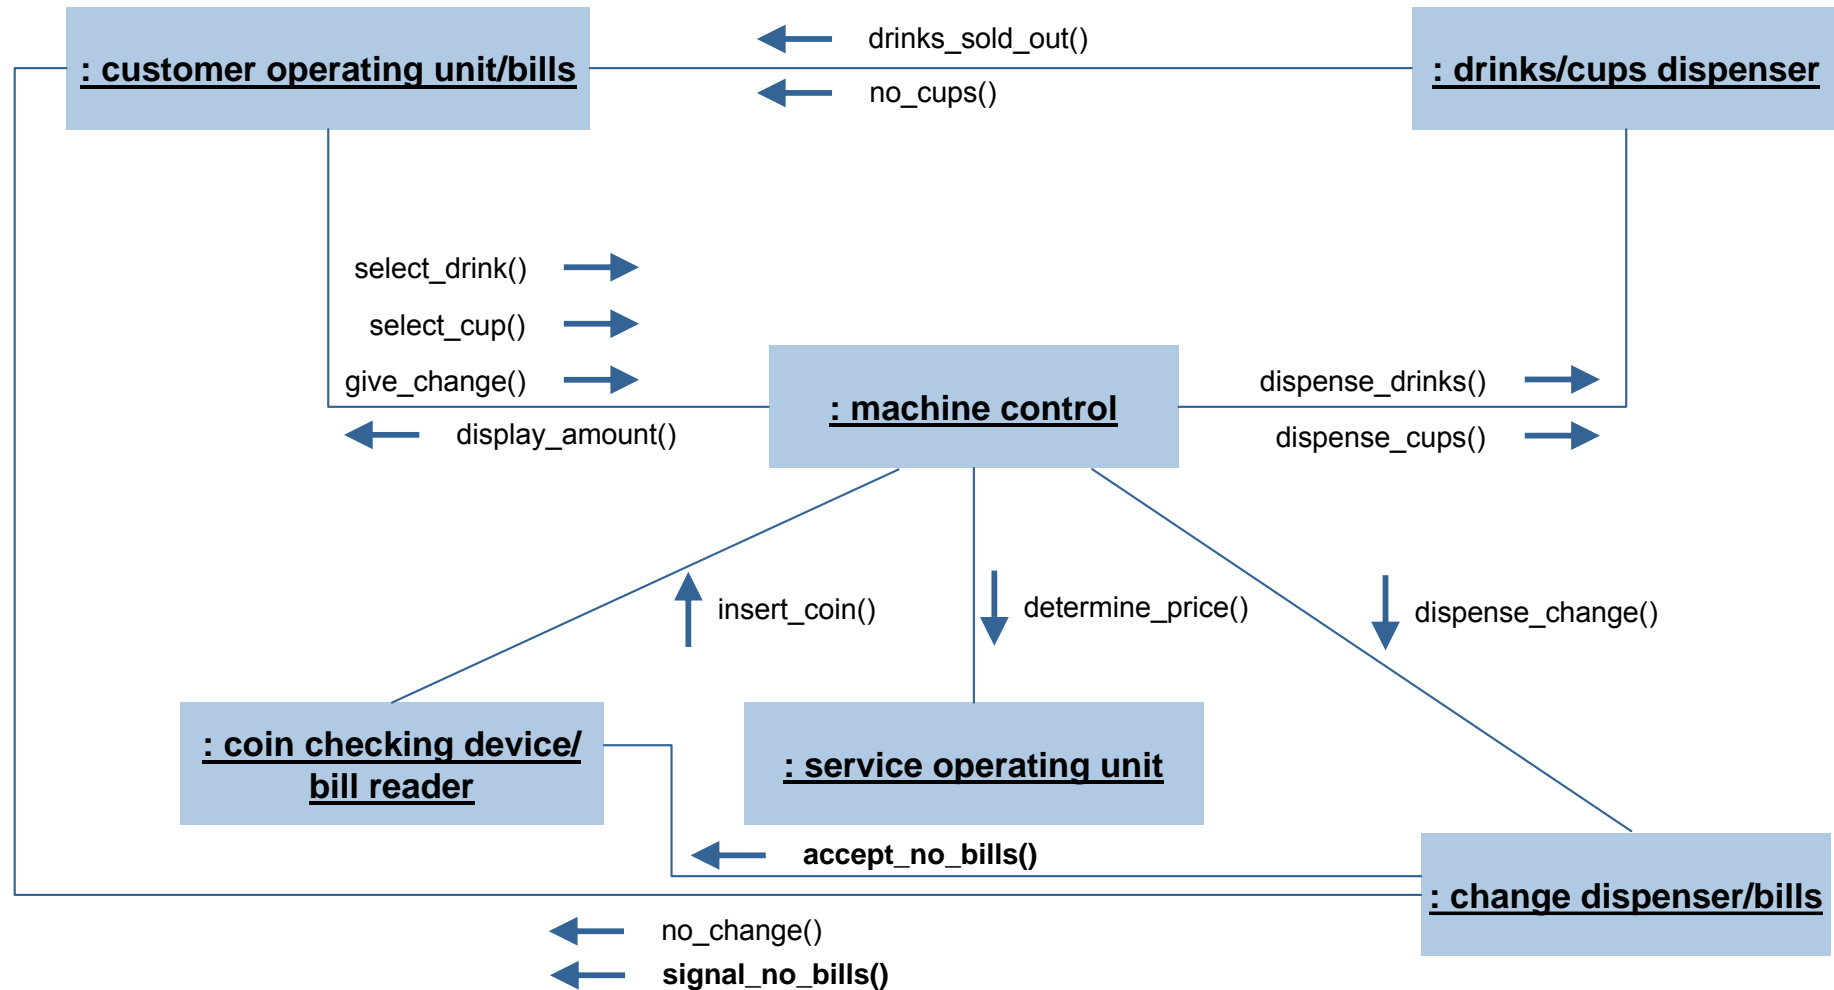 drinks_sold_out()
: customer operating unit/bills
: drinks/cups dispenser
no_cups()
select_drink()
select_cup()
give_change()
dispense_drinks()
: machine control
display_amount()
dispense_cups()
insert_coin()
determine_price()
dispense_change()
: coin checking device/
bill reader
: service operating unit
accept_no_bills()
: change dispenser/bills
no_change()
signal_no_bills()